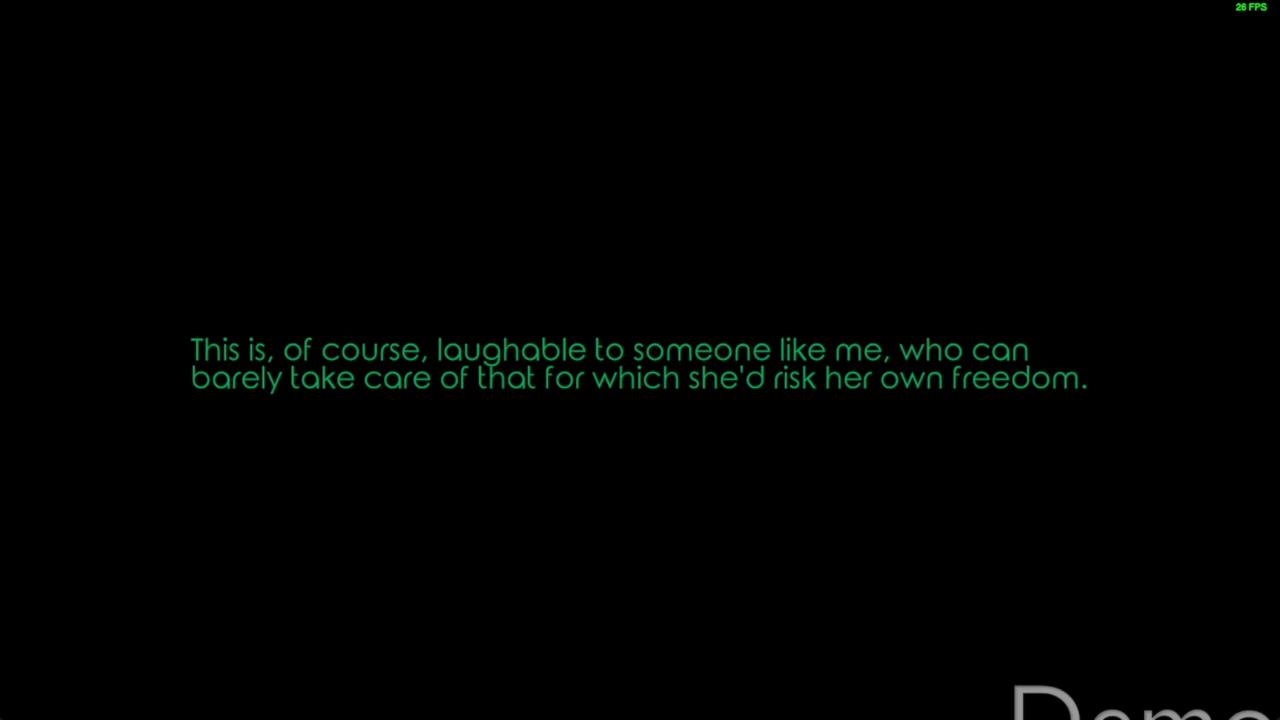 26 FPS
This is, of course, laughable to someone like me, who can
barely take care of that for which she'd risk her own freedom.
Demo